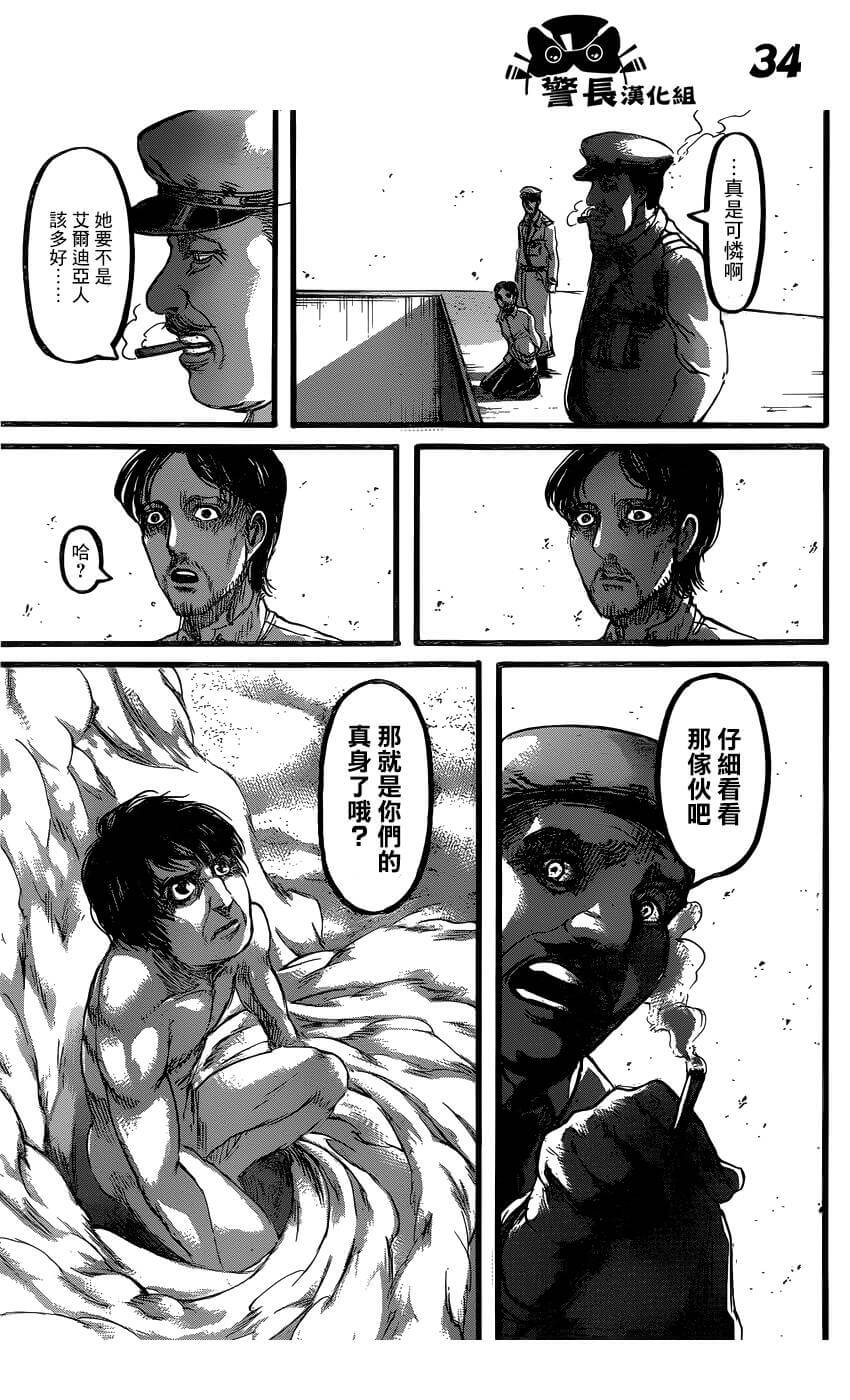 警長漢化組
34
…真是可憐啊
她要不是
艾爾迪亞人
該多好……
哈？
仔細看看
那傢伙吧
那就是你們的
真身了哦？